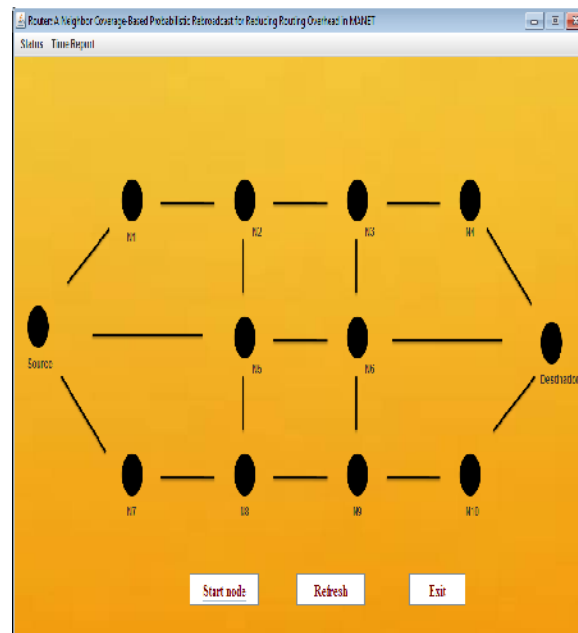 Router: A Neighbor Coverage-Based Probabilistic Rebroadcast for Reducing Routing Overhead in MANET
Status Time Report
N1 N2 N3 N4
Source N5 N6 Destination
N7 N8 N9 N10
Start node Refresh Exit